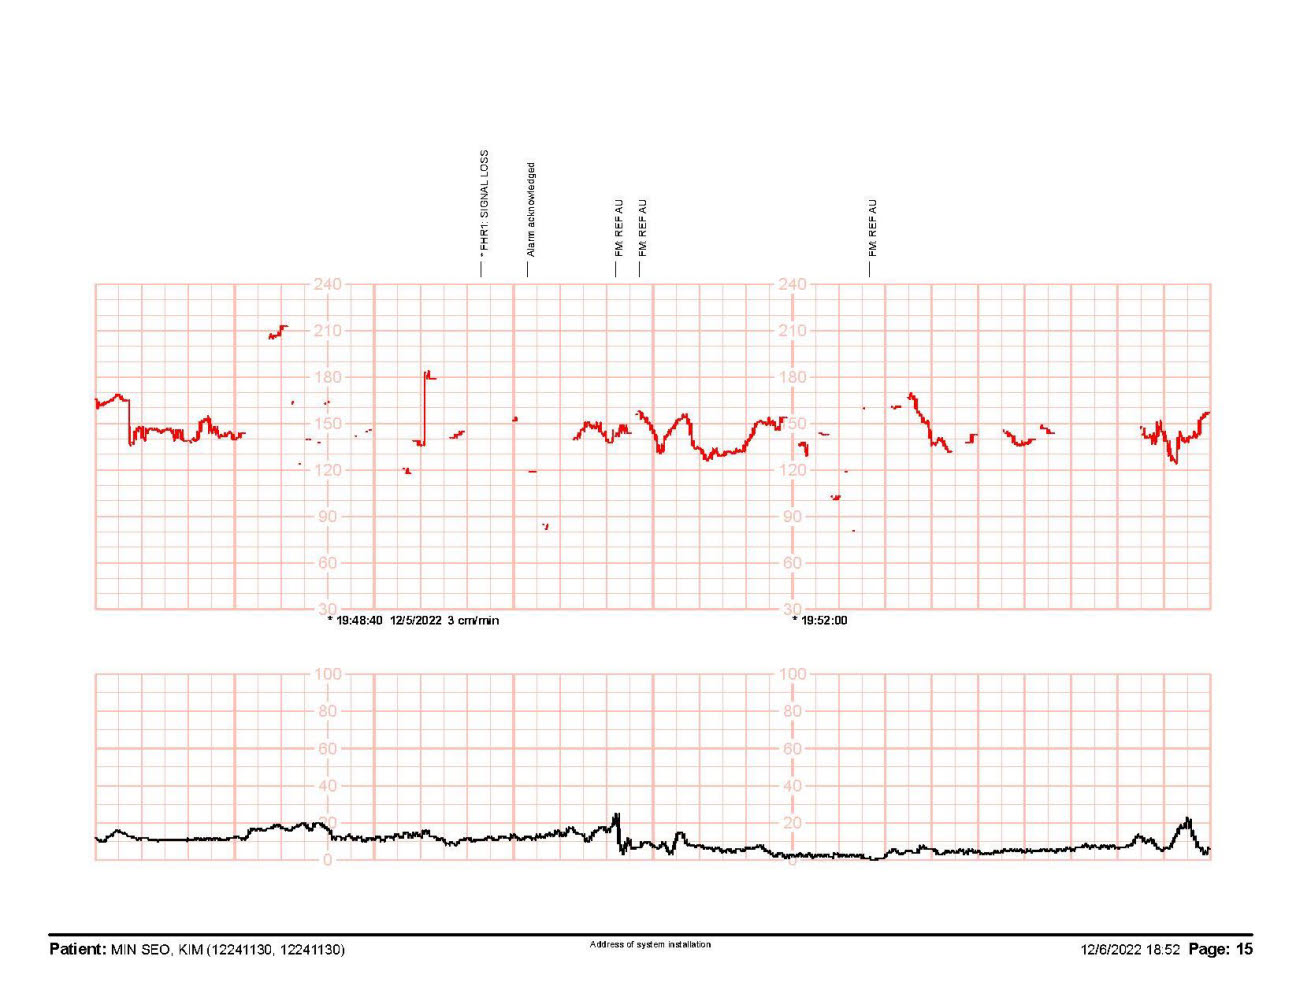 * FHR1: SIGNAL LOSS
Alarm acknowledged
FM: REF AU
FM: REF AU
FM: REF AU
240 240
210 210
180 180
150 150
120 120
90 90
60 60
30 30
* 19:48:40 12/5/2022 3 cm/min * 19:52:00
100 100
80 80
60 60
40 40
20 20
0 0
Patient: MIN SEO, KIM (12241130, 12241130) Address of system installation 12/6/2022 18:52 Page: 15